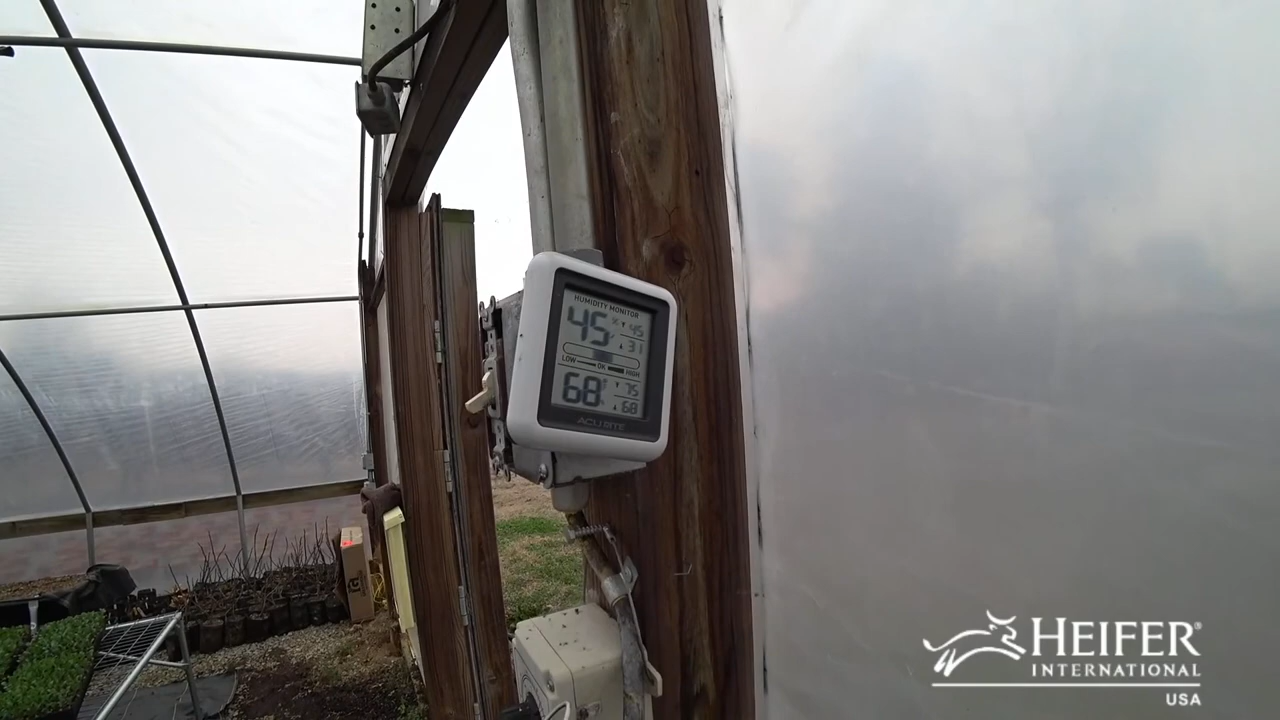 HUMIDITY MONITOR
45 % 45
31
LOW OK HIGH
68 °F 75
68
ACURITE
HEIFER®
INTERNATIONAL
USA